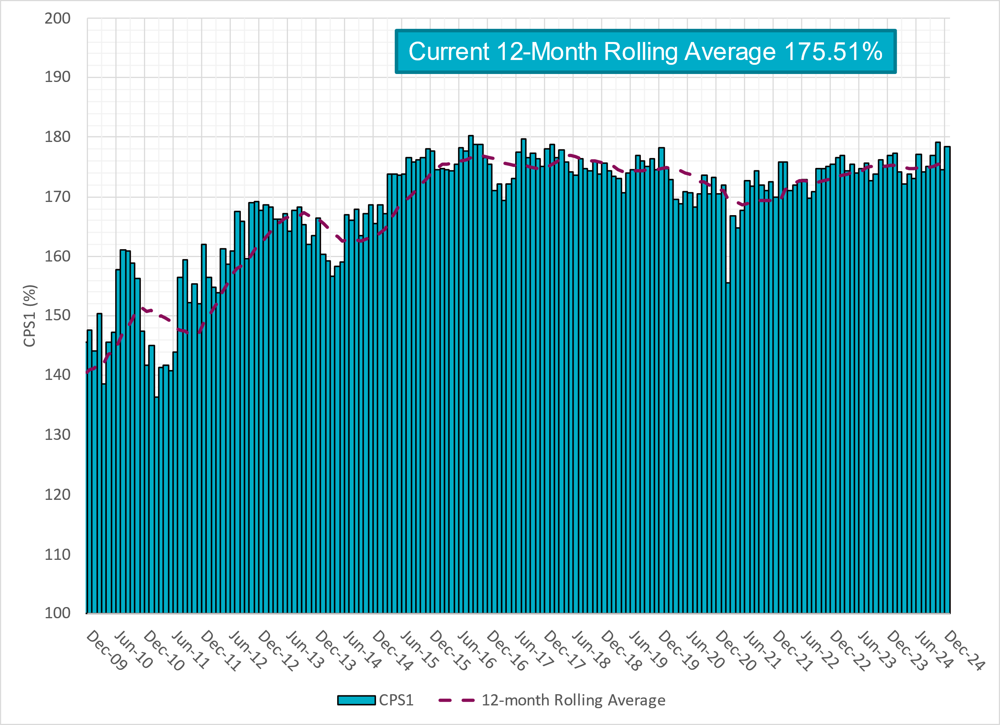 Current 12-Month Rolling Average 175.51%
CPS1 (%)
200
190
180
170
160
150
140
130
120
110
100
Dec-09
Jun-10
Dec-10
Jun-11
Dec-11
Jun-12
Dec-12
Jun-13
Dec-13
Jun-14
Dec-14
Jun-15
Dec-15
Jun-16
Dec-16
Jun-17
Dec-17
Jun-18
Dec-18
Jun-19
Dec-19
Jun-20
Dec-20
Jun-21
Dec-21
Jun-22
Dec-22
Jun-23
Dec-23
Jun-24
Dec-24
CPS1
12-month Rolling Average